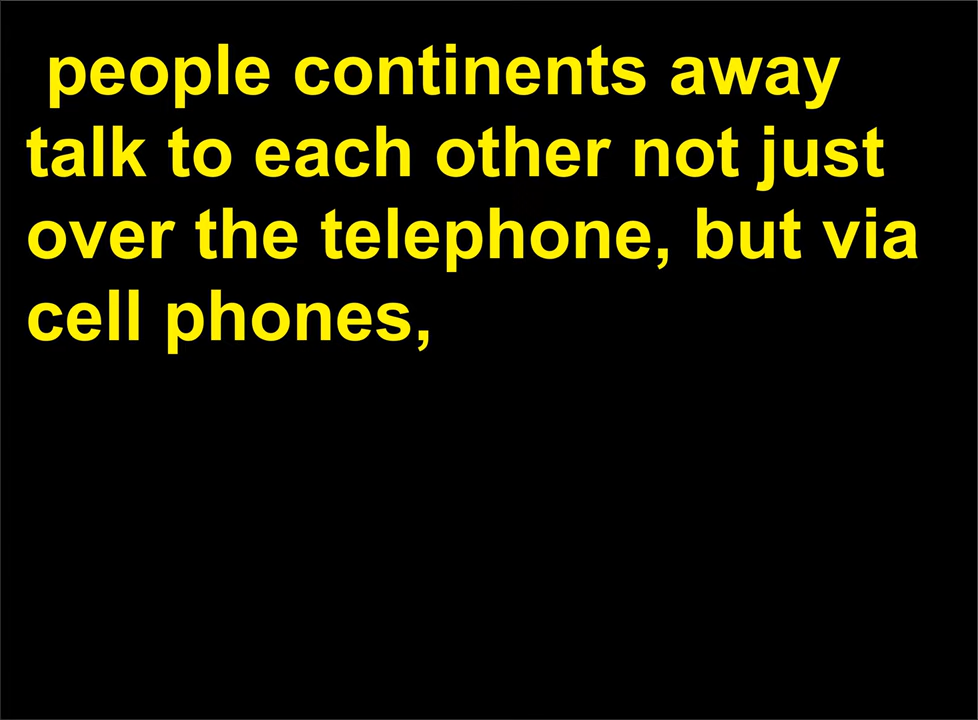 people continents away
talk to each other not just
over the telephone, but via
cell phones,